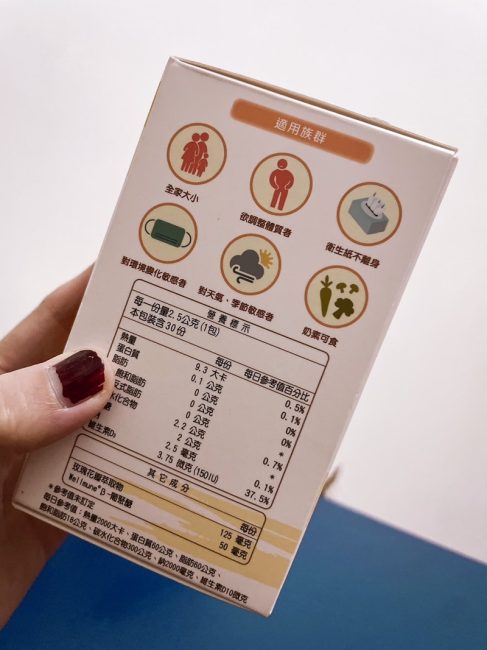 適用族群
全家大小
欲調整體質者
衛生紙不離身
對環境變化敏感者
對天氣、季節敏感者
奶素可食
營養標示
每一份量2.5公克(1包)
本包裝含30份
每份 每日參考值百分比
熱量 9.3 大卡 0.5%
蛋白質 0.1 公克 0.1%
脂肪 0 公克 0%
飽和脂肪 0 公克 0%
反式脂肪 0 公克 *
水化合物 2.2 公克 0.7%
糖 2 公克 *
2.5 毫克 0.1%
維生素D₃ 3.75 微克(150IU) 37.5%
其它成分
每份
玫瑰花瓣萃取物 125 毫克
Wellmune®β-葡聚醣 50 毫克
*參考值未訂定
每日參考值:熱量2000大卡、蛋白質60公克、脂肪60公克、
飽和脂肪18公克、碳水化合物300公克、鈉2000毫克、維生素D10微克